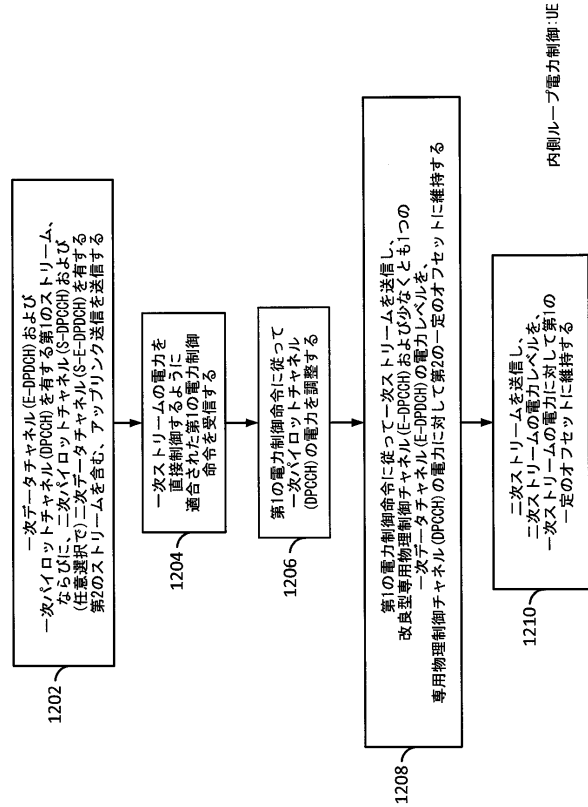 一次データチャネル(E-DPDCH)および
一次パイロットチャネル(DPCCH)を有する第1のストリーム、
ならびに、二次パイロットチャネル(S-DPCCH)および
(任意選択で)二次データチャネル(S-E-DPDCH)を有する
第2のストリームを含む、アップリンク送信を送信する
1202
一次ストリームの電力を
直接制御するように
適合された第1の電力制御
命令を受信する
1204
第1の電力制御命令に従って
一次パイロットチャネル
(DPCCH)の電力を調整する
1206
第1の電力制御命令に従って一次ストリームを送信し、
改良型専用物理制御チャネル(E-DPCCH)および少なくとも1つの
一次データチャネル(E-DPDCH)の電力レベルを、
専用物理制御チャネル(DPCCH)の電力に対して第2の一定のオフセットに維持する
1208
二次ストリームを送信し、
二次ストリームの電力レベルを、
一次ストリームの電力に対して第1の
一定のオフセットに維持する
1210
内側ループ電力制御:UE